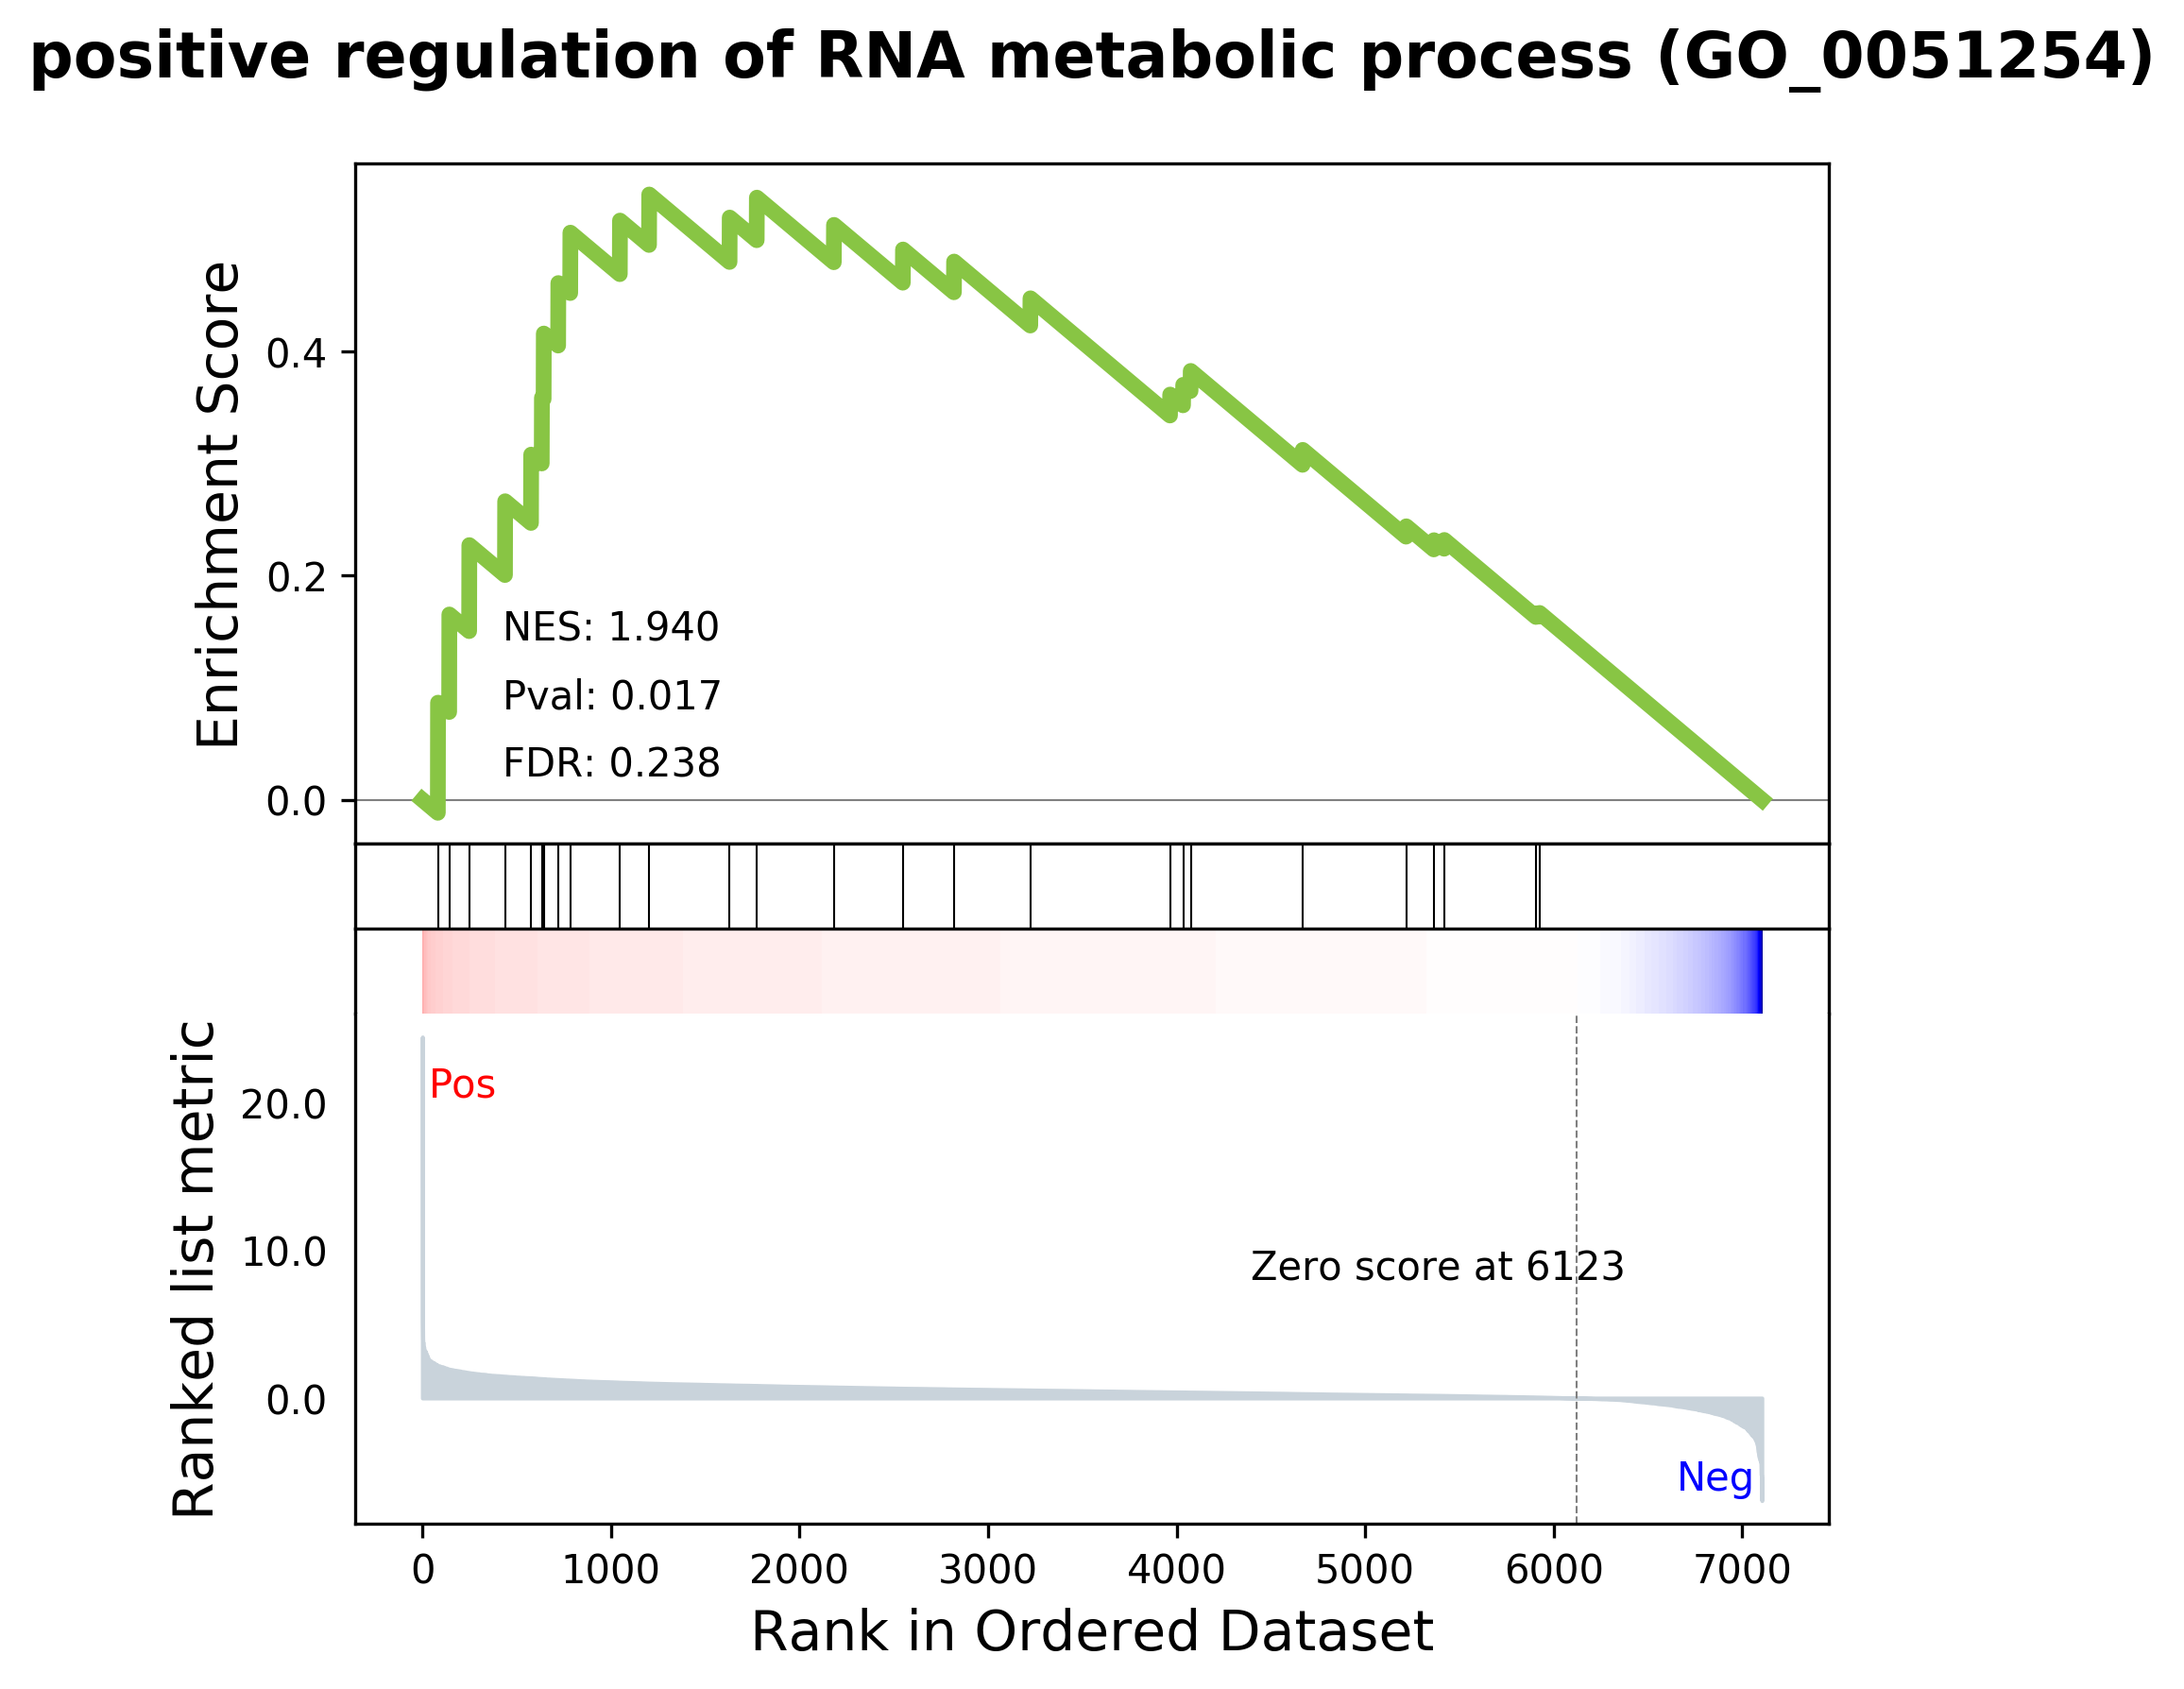 positive regulation of RNA metabolic process (GO_0051254)
Enrichment Score
0.4
0.2
0.0
NES: 1.940
Pval: 0.017
FDR: 0.238
Ranked list metric
20.0
10.0
0.0
Pos
Zero score at 6123
Neg
0 1000 2000 3000 4000 5000 6000 7000
Rank in Ordered Dataset